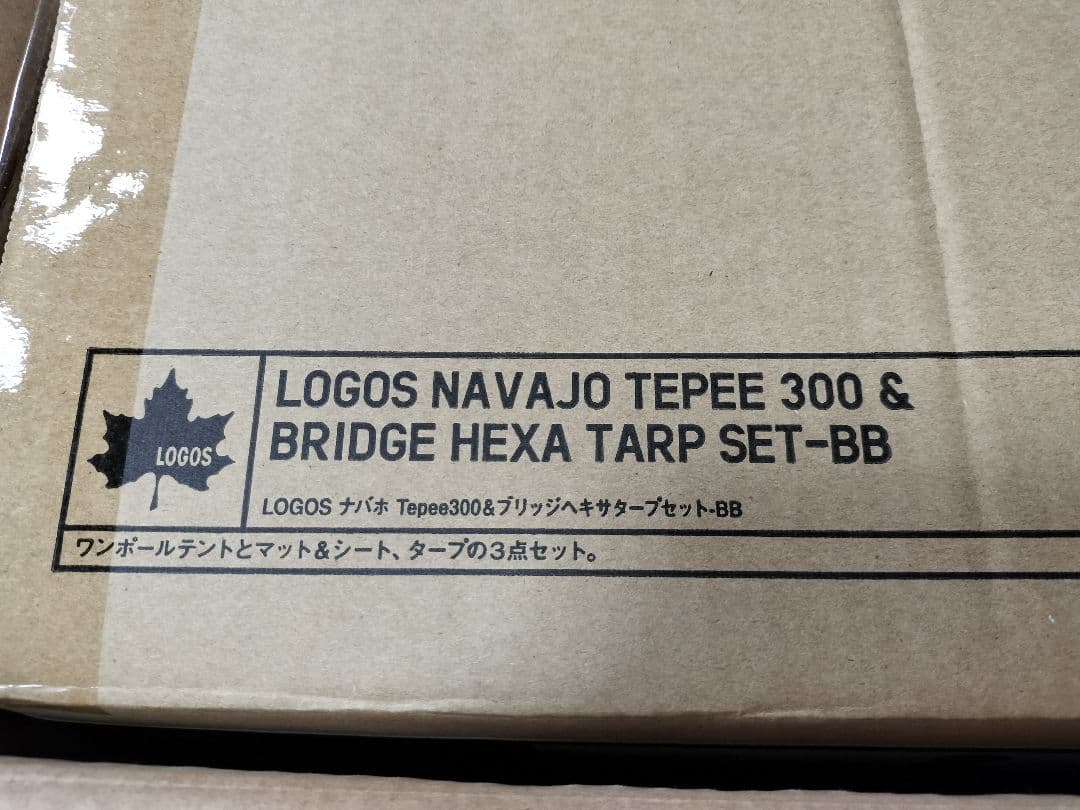 LOGOS
LOGOS NAVAJO TEPEE 300 &
BRIDGE HEXA TARP SET-BB
LOGOS ナバホ Tepee300&ブリッジヘキサタープセット-BB
ワンポールテントとマット&シート、タープの3点セット。